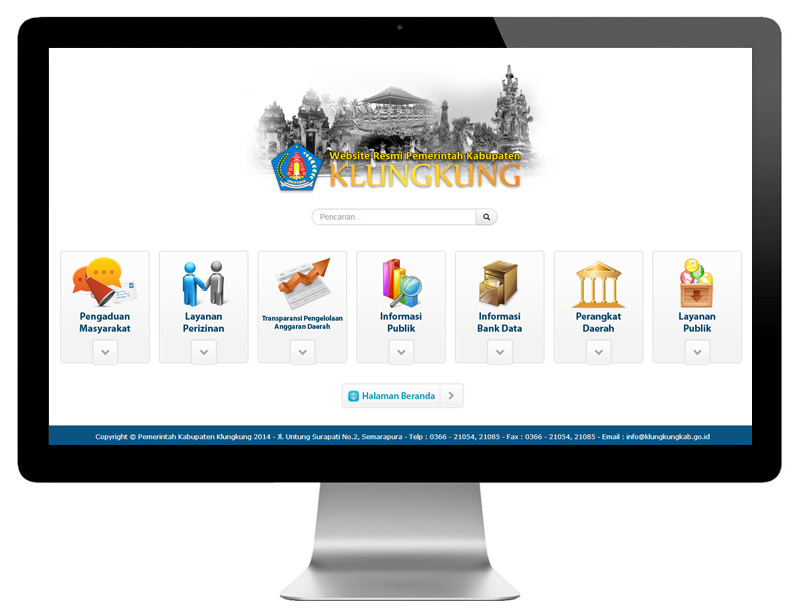 Website Resmi Pemerintah Kabupaten
KLUNGKUNG
Pencarian..
Pengaduan
Masyarakat
Layanan
Perizinan
Transparansi Pengelolaan
Anggaran Daerah
Informasi
Publik
Informasi
Bank Data
Perangkat
Daerah
Layanan
Publik
Halaman Beranda
Copyright © Pemerintah Kabupaten Klungkung 2014 - Jl. Untung Surapati No.2, Semarapura - Telp : 0366 - 21054, 21085 - Fax : 0366 - 21054, 21085 - Email : info@klungkungkab.go.id